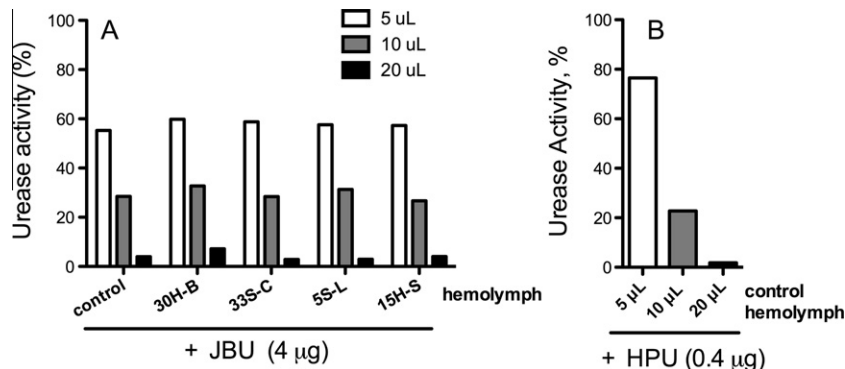 A
5 uL
10 uL
20 uL
Urease activity (%)
100
80
60
40
20
0
control
30H-B
33S-C
5S-L
15H-S
hemolymph
+ JBU (4 μg)
B
Urease Activity, %
100
80
60
40
20
0
5 μL
10 μL
20 μL
control
hemolymph
+ HPU (0.4 μg)